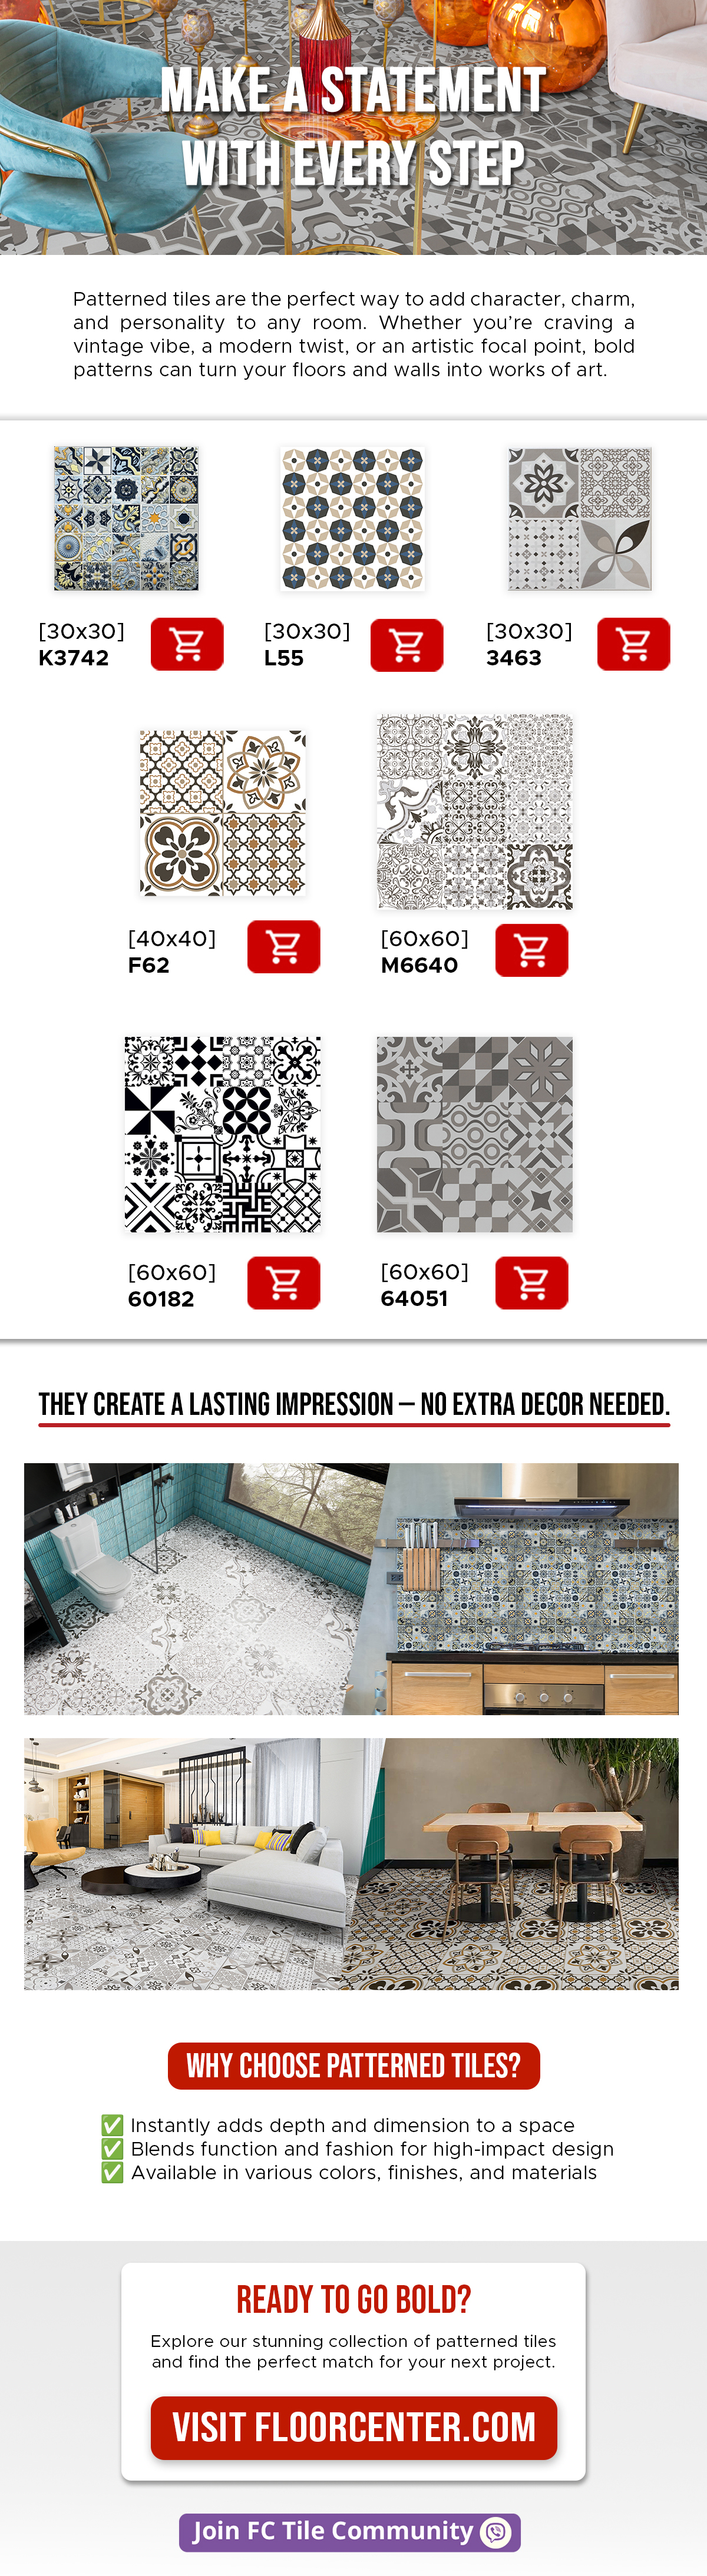 MAKE A STATEMENT
WITH EVERY STEP
Patterned tiles are the perfect way to add character, charm,
and personality to any room. Whether you're craving a
vintage vibe, a modern twist, or an artistic focal point, bold
patterns can turn your floors and walls into works of art.
[30x30]
K3742
[30x30]
L55
[30x30]
3463
[40x40]
F62
[60x60]
M6640
[60x60]
60182
[60x60]
64051
THEY CREATE A LASTING IMPRESSION — NO EXTRA DECOR NEEDED.
WHY CHOOSE PATTERNED TILES?
✅ Instantly adds depth and dimension to a space
✅ Blends function and fashion for high-impact design
✅ Available in various colors, finishes, and materials
READY TO GO BOLD?
Explore our stunning collection of patterned tiles
and find the perfect match for your next project.
VISIT FLOORCENTER.COM
Join FC Tile Community